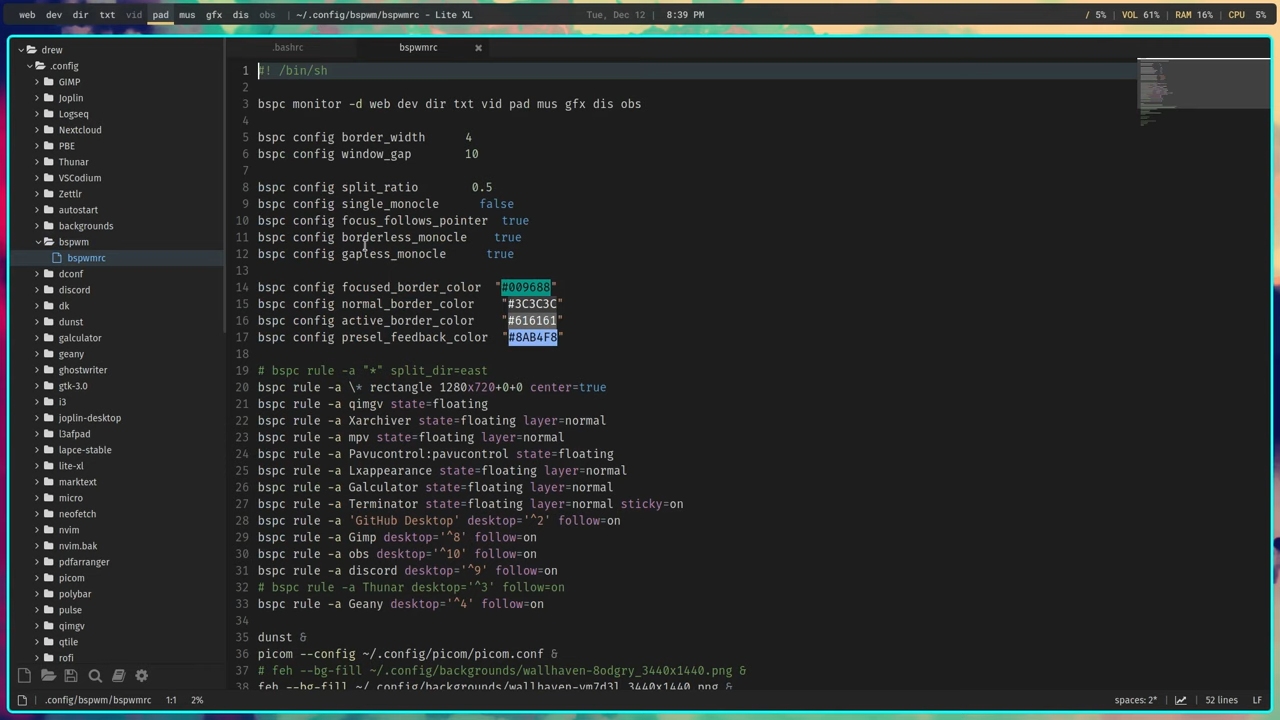 web dev dir txt vid pad mus gfx dis obs | ~/.config/bspwm/bspwmrc - Lite XL
Tue, Dec 12 8:39 PM
/ 5% | VOL 61% | RAM 16% | CPU 5%
drew
.config
GIMP
Joplin
Logseq
Nextcloud
PBE
Thunar
VSCodium
Zettlr
autostart
backgrounds
bspwm
bspwmrc
dconf
discord
dk
dunst
galculator
geany
ghostwriter
gtk-3.0
i3
joplin-desktop
l3afpad
lapce-stable
lite-xl
marktext
micro
neofetch
nvim
nvim.bak
pdfarranger
picom
polybar
pulse
qimgv
qtile
rofi
.bashrc
bspwmrc
1 #! /bin/sh
2
3 bspc monitor -d web dev dir txt vid pad mus gfx dis obs
4
5 bspc config border_width 4
6 bspc config window_gap 10
7
8 bspc config split_ratio 0.5
9 bspc config single_monocle false
10 bspc config focus_follows_pointer true
11 bspc config borderless_monocle true
12 bspc config gapless_monocle true
13
14 bspc config focused_border_color "#009688"
15 bspc config normal_border_color "#3C3C3C"
16 bspc config active_border_color "#616161"
17 bspc config presel_feedback_color "#8AB4F8"
18
19 # bspc rule -a "*" split_dir=east
20 bspc rule -a \* rectangle 1280x720+0+0 center=true
21 bspc rule -a qimgv state=floating
22 bspc rule -a Xarchiver state=floating layer=normal
23 bspc rule -a mpv state=floating layer=normal
24 bspc rule -a Pavucontrol:pavucontrol state=floating
25 bspc rule -a Lxappearance state=floating layer=normal
26 bspc rule -a Galculator state=floating layer=normal
27 bspc rule -a Terminator state=floating layer=normal sticky=on
28 bspc rule -a 'GitHub Desktop' desktop='^2' follow=on
29 bspc rule -a Gimp desktop='^8' follow=on
30 bspc rule -a obs desktop='^10' follow=on
31 bspc rule -a discord desktop='^9' follow=on
32 # bspc rule -a Thunar desktop='^3' follow=on
33 bspc rule -a Geany desktop='^4' follow=on
34
35 dunst &
36 picom --config ~/.config/picom/picom.conf &
37 # feh --bg-fill ~/.config/backgrounds/wallhaven-8odgry_3440x1440.png &
38 feh --bg-fill ~/.config/backgrounds/wallhaven-vm7d3l_3440x1440.png &
.config/bspwm/bspwmrc 1:1 2%
spaces: 2* 52 lines LF